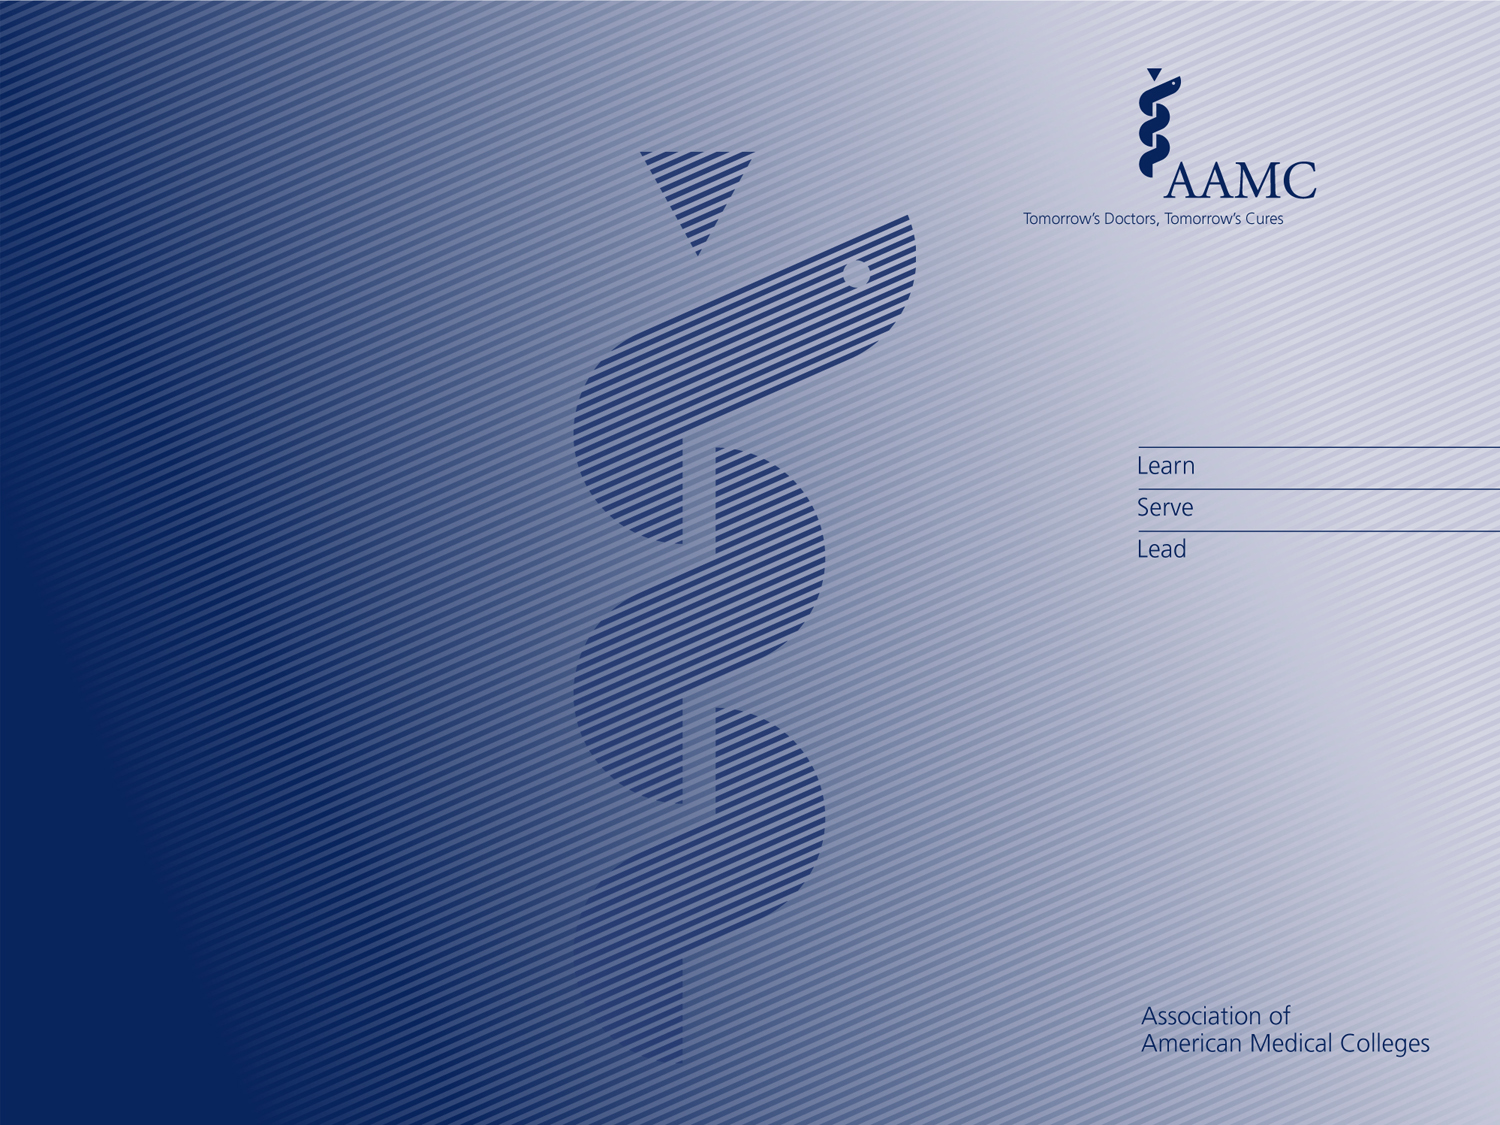 AAMC
Tomorrow's Doctors, Tomorrow's Cures
Learn
Serve
Lead
Association of
American Medical Colleges